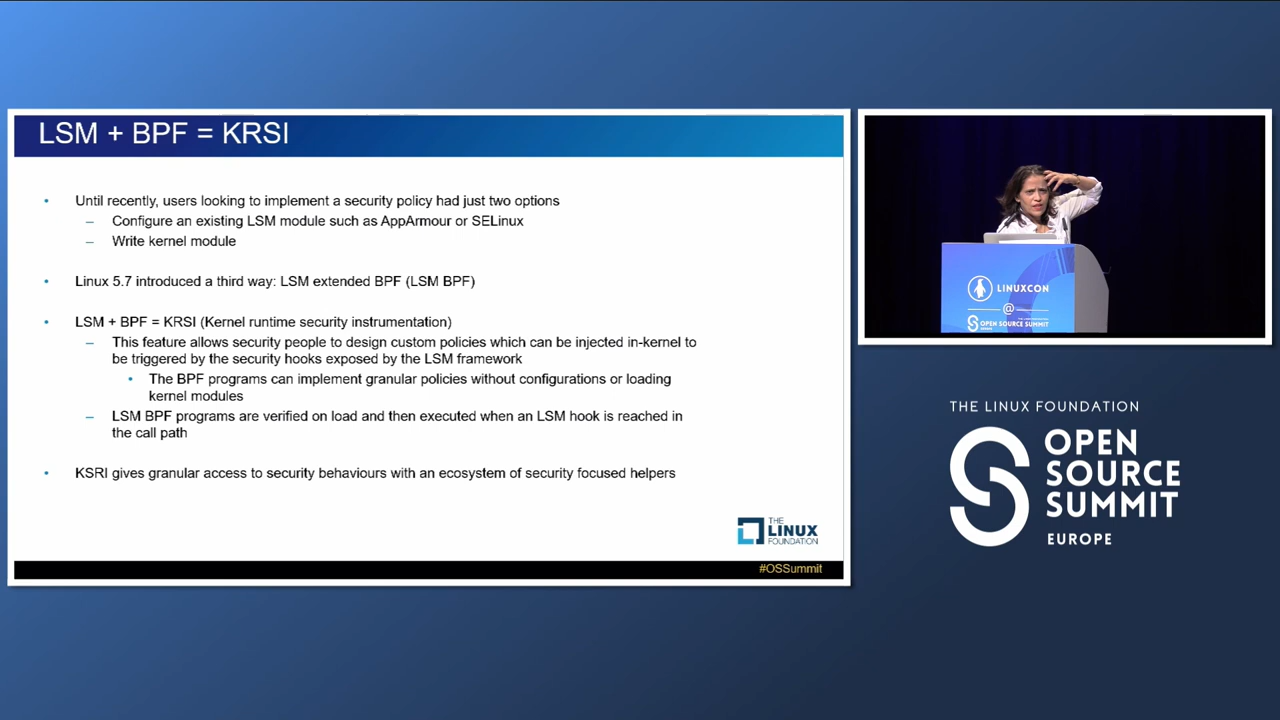 LSM + BPF = KRSI
• Until recently, users looking to implement a security policy had just two options
– Configure an existing LSM module such as AppArmour or SELinux
– Write kernel module
• Linux 5.7 introduced a third way: LSM extended BPF (LSM BPF)
• LSM + BPF = KRSI (Kernel runtime security instrumentation)
– This feature allows security people to design custom policies which can be injected in-kernel to
be triggered by the security hooks exposed by the LSM framework
• The BPF programs can implement granular policies without configurations or loading
kernel modules
– LSM BPF programs are verified on load and then executed when an LSM hook is reached in
the call path
• KSRI gives granular access to security behaviours with an ecosystem of security focused helpers
THE
LINUX
FOUNDATION
#OSSummit
LINUXCON
@
OPEN SOURCE SUMMIT
THE LINUX FOUNDATION
OPEN
SOURCE
SUMMIT
EUROPE